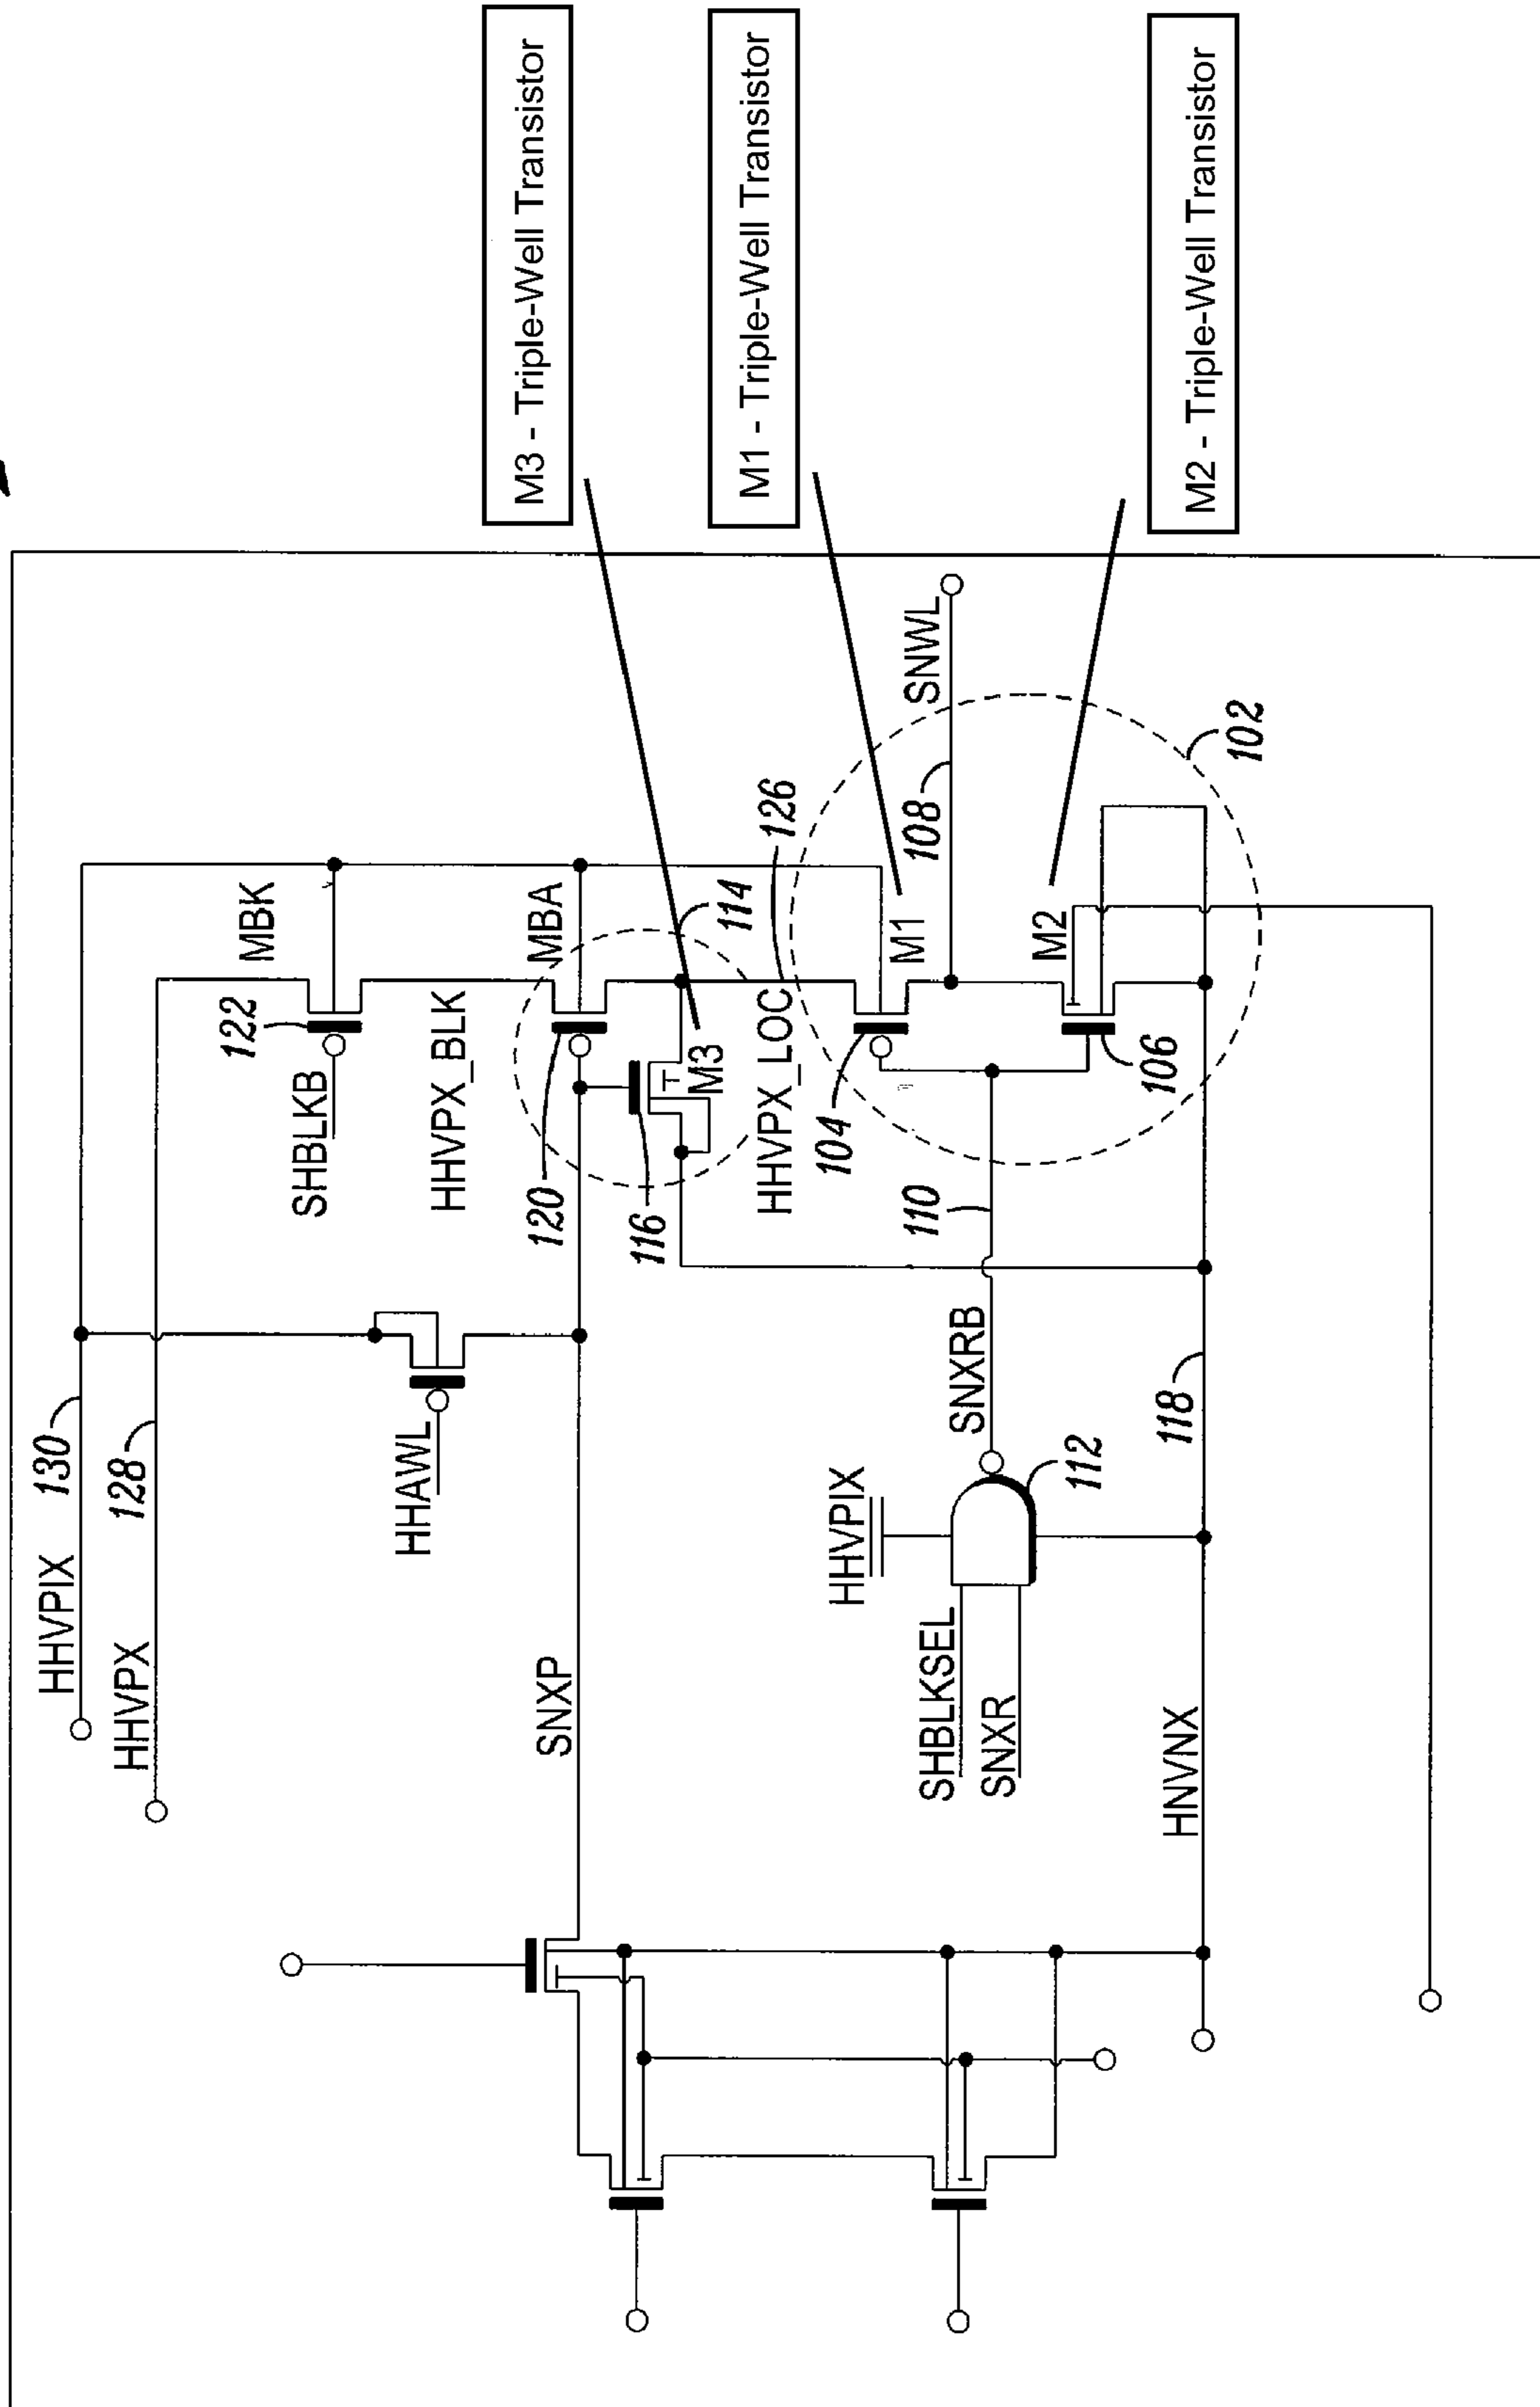 M3 - Triple-Well Transistor
M1 - Triple-Well Transistor
M2 - Triple-Well Transistor
HHVPIX
130
HHVPX
128
MBK
122
SHBLKB
HHVPX_BLK
HHAWL
MBA
120
114
116
M3
SNXP
HHVPX_LOC
126
104
M1
108
SNWL
102
M2
106
110
SNXRB
HHVPIX
112
SHBLKSEL
SNXR
118
HNVNX